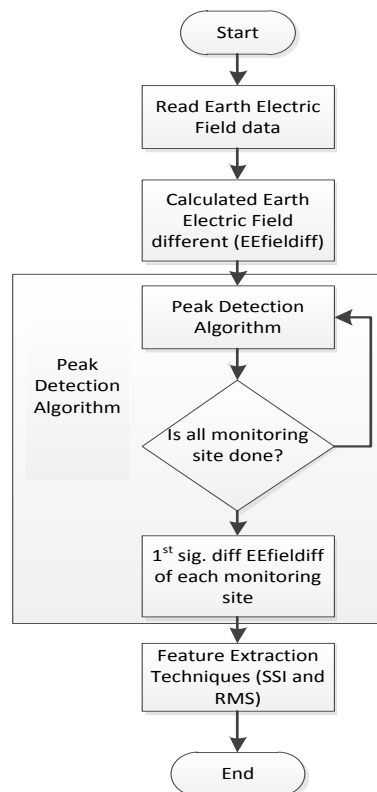 Start
Read Earth Electric
Field data
Calculated Earth
Electric Field
different (EEfieldiff)
Peak Detection
Algorithm
Peak
Detection
Algorithm
Is all monitoring
site done?
1st sig. diff EEfieldiff
of each monitoring
site
Feature Extraction
Techniques (SSI and
RMS)
End